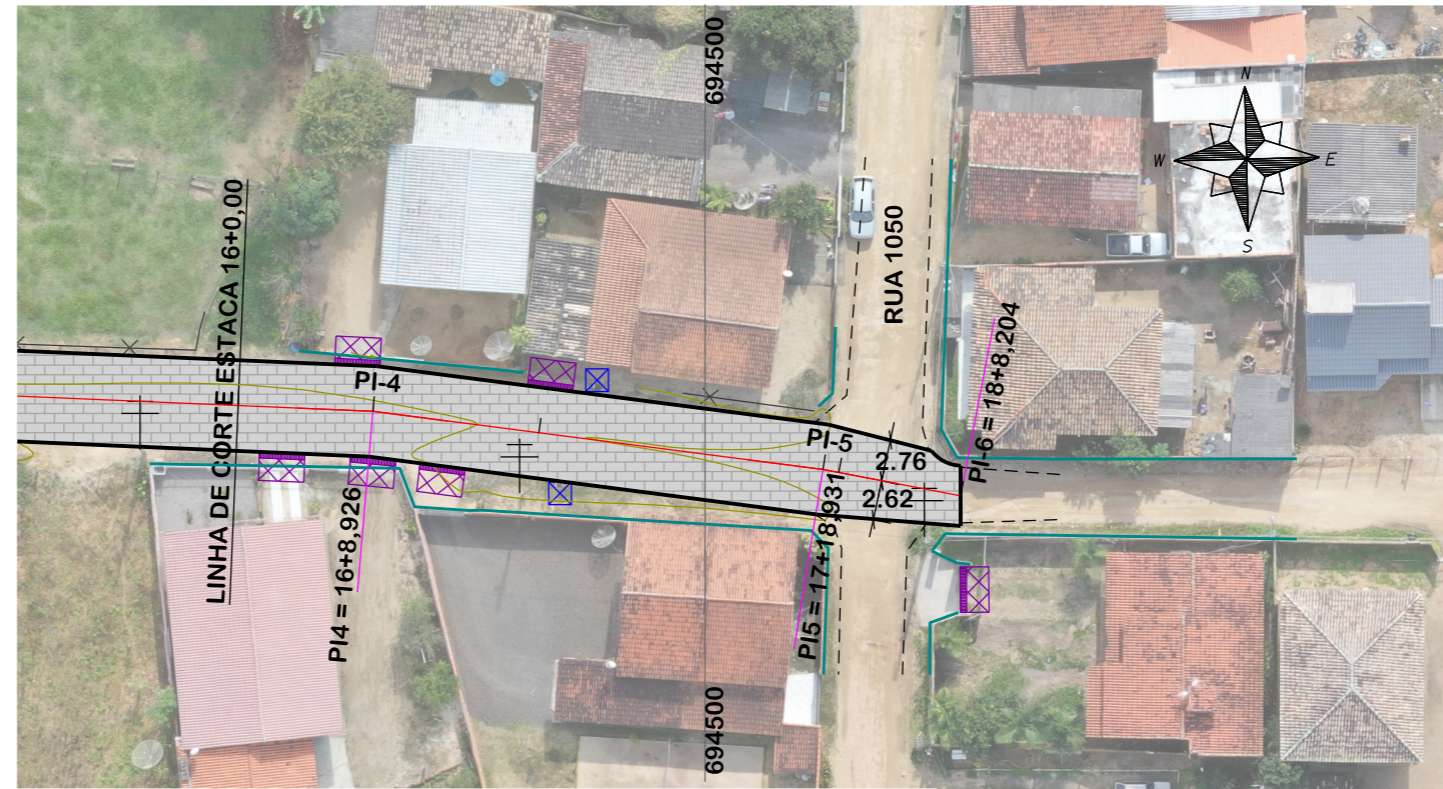 694500
N
W
E
S
RUA 1050
LINHA DE CORTE ESTACA 16+0,00
PI-4
PI-5
2.76
2.62
PI-6 = 18+8,204
PI4 = 16+8,926
PI5 = 17+18,931
694500